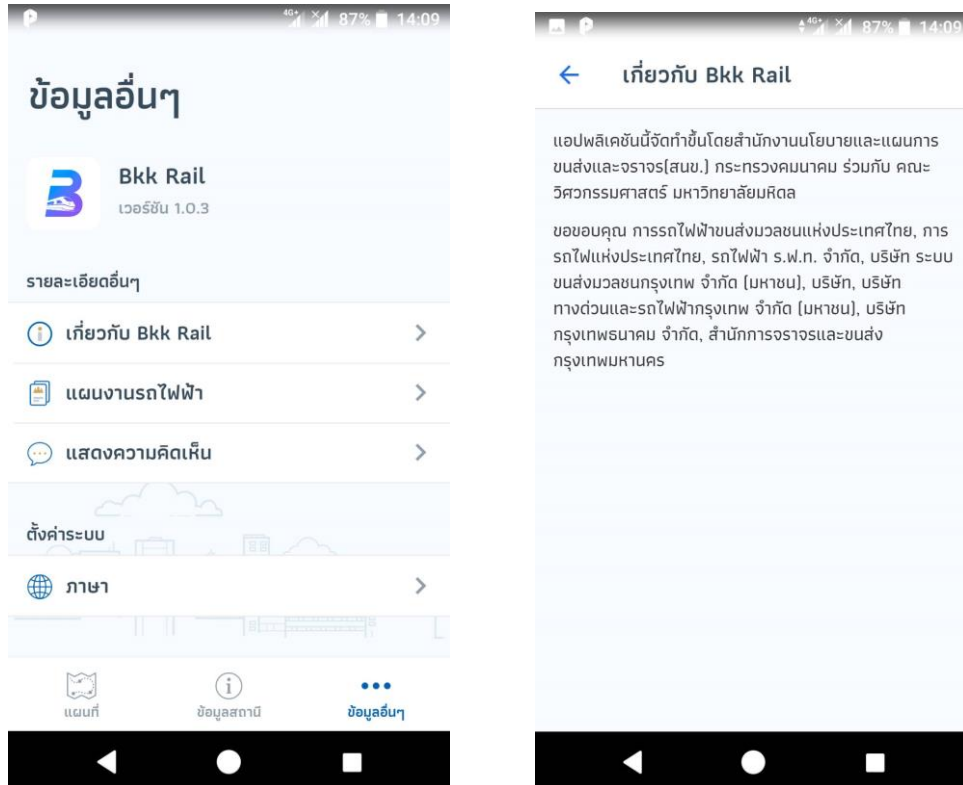 4G+ 87% 14:09
ข้อมูลอื่นๆ
Bkk Rail
เวอร์ชัน 1.0.3
รายละเอียดอื่นๆ
เกี่ยวกับ Bkk Rail
แผนงานรถไฟฟ้า
แสดงความคิดเห็น
ตั้งค่าระบบ
ภาษา
แผนที่
ข้อมูลสถานี
ข้อมูลอื่นๆ
4G+ 87% 14:09
เกี่ยวกับ Bkk Rail
แอปพลิเคชันนี้จัดทำขึ้นโดยสำนักงานนโยบายและแผนการ
ขนส่งและจราจร(สนข.) กระทรวงคมนาคม ร่วมกับ คณะ
วิศวกรรมศาสตร์ มหาวิทยาลัยมหิดล
ขอขอบคุณ การรถไฟฟ้าขนส่งมวลชนแห่งประเทศไทย, การ
รถไฟแห่งประเทศไทย, รถไฟฟ้า ร.ฟ.ท. จำกัด, บริษัท ระบบ
ขนส่งมวลชนกรุงเทพ จำกัด (มหาชน), บริษัท, บริษัท
ทางด่วนและรถไฟฟ้ากรุงเทพ จำกัด (มหาชน), บริษัท
กรุงเทพธนาคม จำกัด, สำนักการจราจรและขนส่ง
กรุงเทพมหานคร